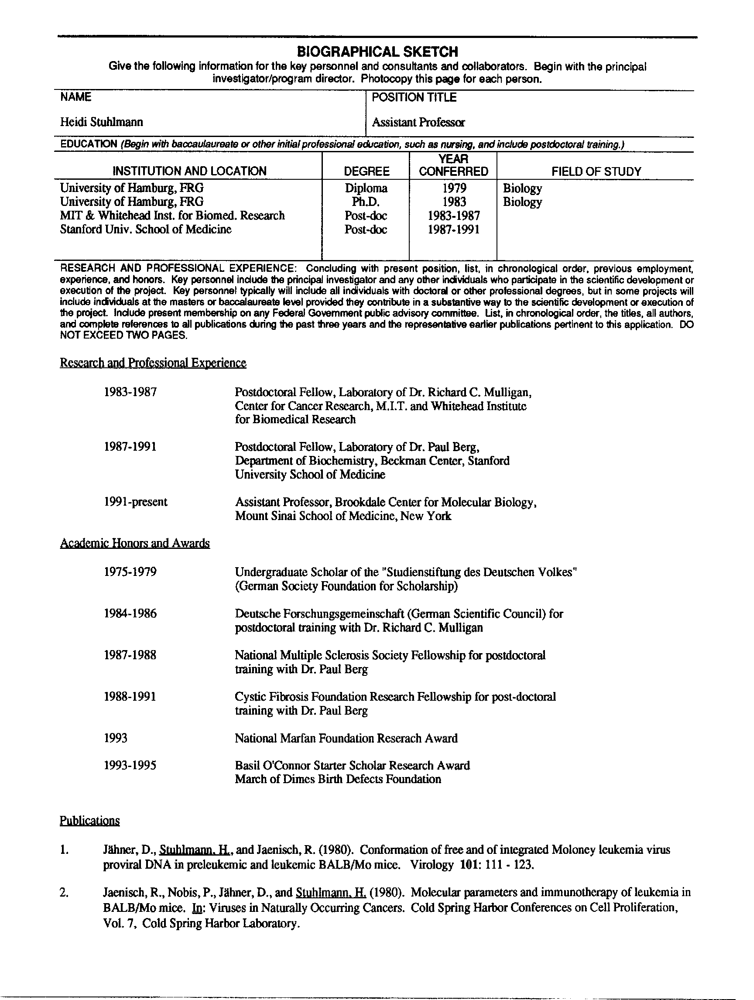 BIOGRAPHICAL SKETCH
Give the following information for the key personnel and consultants and collaborators. Begin with the principal
investigator/program director. Photocopy this page for each person.
NAME
POSITION TITLE
Heidi Stuhlmann
Assistant Professor
EDUCATION (Begin with baccaulaureate or other initial professional education, such as nursing, and include postdoctoral training.)
INSTITUTION AND LOCATION DEGREE YEAR CONFERRED FIELD OF STUDY
University of Hamburg, FRG Diploma 1979 Biology
University of Hamburg, FRG Ph.D. 1983 Biology
MIT & Whitehead Inst. for Biomed. Research Post-doc 1983-1987
Stanford Univ. School of Medicine Post-doc 1987-1991
RESEARCH AND PROFESSIONAL EXPERIENCE: Concluding with present position, list, in chronological order, previous employment,
experience, and honors. Key personnel include the principal investigator and any other individuals who participate in the scientific development or
execution of the project. Key personnel typically will include all individuals with doctoral or other professional degrees, but in some projects will
include individuals at the masters or baccalaureate level provided they contribute in a substantive way to the scientific development or execution of
the project. Include present membership on any Federal Government public advisory committee. List, in chronological order, the titles, all authors,
and complete references to all publications during the past three years and the representative earlier publications pertinent to this application. DO
NOT EXCEED TWO PAGES.
Research and Professional Experience
1983-1987 Postdoctoral Fellow, Laboratory of Dr. Richard C. Mulligan,
Center for Cancer Research, M.I.T. and Whitehead Institute
for Biomedical Research
1987-1991 Postdoctoral Fellow, Laboratory of Dr. Paul Berg,
Department of Biochemistry, Beckman Center, Stanford
University School of Medicine
1991-present Assistant Professor, Brookdale Center for Molecular Biology,
Mount Sinai School of Medicine, New York
Academic Honors and Awards
1975-1979 Undergraduate Scholar of the "Studienstiftung des Deutschen Volkes"
(German Society Foundation for Scholarship)
1984-1986 Deutsche Forschungsgemeinschaft (German Scientific Council) for
postdoctoral training with Dr. Richard C. Mulligan
1987-1988 National Multiple Sclerosis Society Fellowship for postdoctoral
training with Dr. Paul Berg
1988-1991 Cystic Fibrosis Foundation Research Fellowship for post-doctoral
training with Dr. Paul Berg
1993 National Marfan Foundation Reserach Award
1993-1995 Basil O'Connor Starter Scholar Research Award
March of Dimes Birth Defects Foundation
Publications
1. Jähner, D., Stuhlmann, H., and Jaenisch, R. (1980). Conformation of free and of integrated Moloney leukemia virus
proviral DNA in preleukemic and leukemic BALB/Mo mice. Virology 101: 111 - 123.
2. Jaenisch, R., Nobis, P., Jähner, D., and Stuhlmann, H. (1980). Molecular parameters and immunotherapy of leukemia in
BALB/Mo mice. In: Viruses in Naturally Occurring Cancers. Cold Spring Harbor Conferences on Cell Proliferation,
Vol. 7, Cold Spring Harbor Laboratory.